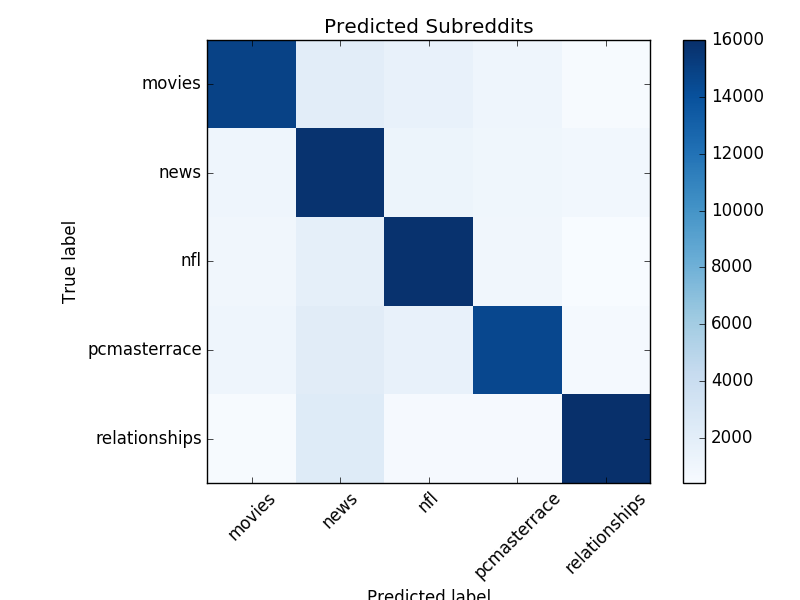 Predicted Subreddits
True label
movies
news
nfl
pcmasterrace
relationships
movies
news
nfl
pcmasterrace
relationships
Predicted label
16000
14000
12000
10000
8000
6000
4000
2000